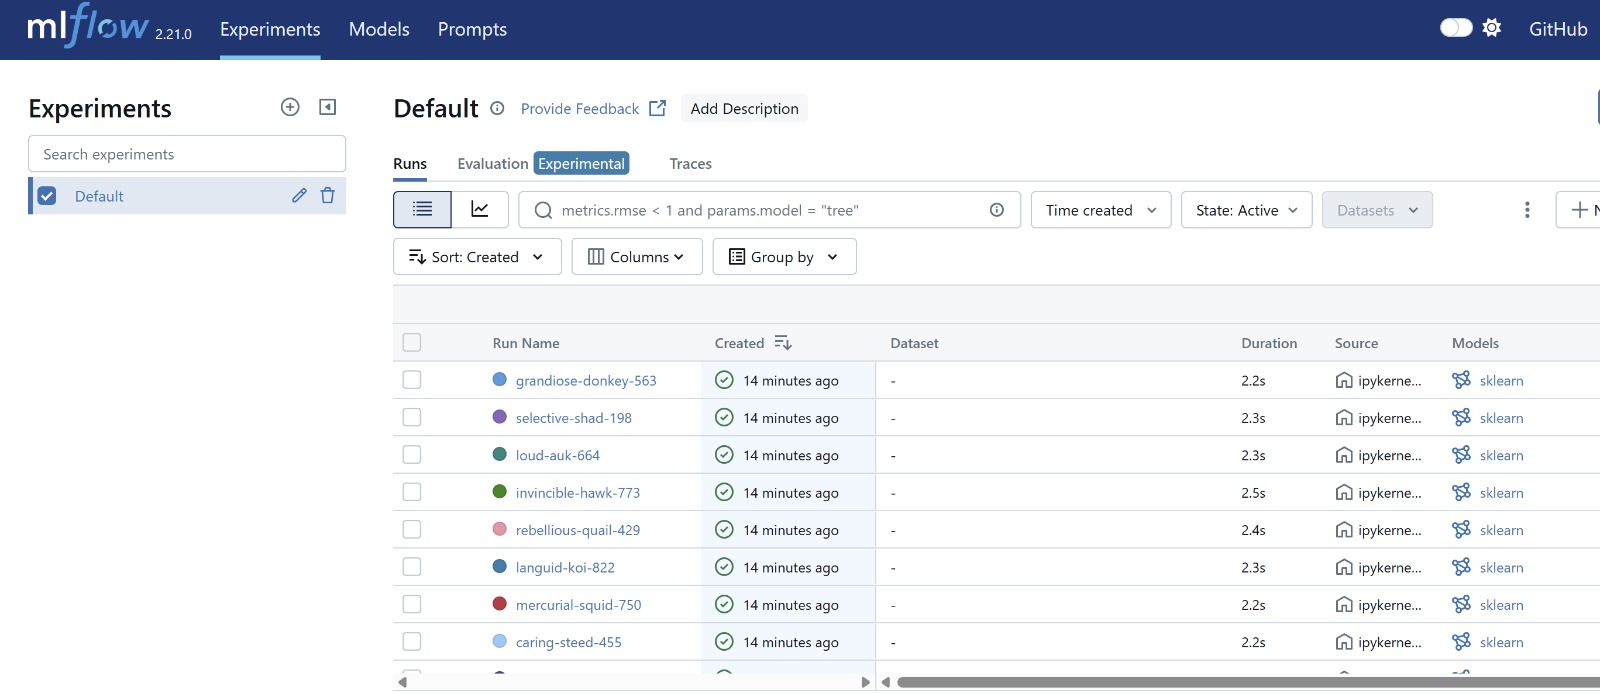 mlflow 2.21.0 Experiments Models Prompts GitHub
Experiments
Search experiments
Default
Default Provide Feedback Add Description
Runs Evaluation Experimental Traces
metrics.rmse < 1 and params.model = "tree" Time created State: Active Datasets
Sort: Created Columns Group by
Run Name Created Dataset Duration Source Models
grandiose-donkey-563 14 minutes ago - 2.2s ipykerne... sklearn
selective-shad-198 14 minutes ago - 2.3s ipykerne... sklearn
loud-auk-664 14 minutes ago - 2.3s ipykerne... sklearn
invincible-hawk-773 14 minutes ago - 2.5s ipykerne... sklearn
rebellious-quail-429 14 minutes ago - 2.4s ipykerne... sklearn
languid-koi-822 14 minutes ago - 2.3s ipykerne... sklearn
mercurial-squid-750 14 minutes ago - 2.2s ipykerne... sklearn
caring-steed-455 14 minutes ago - 2.2s ipykerne... sklearn